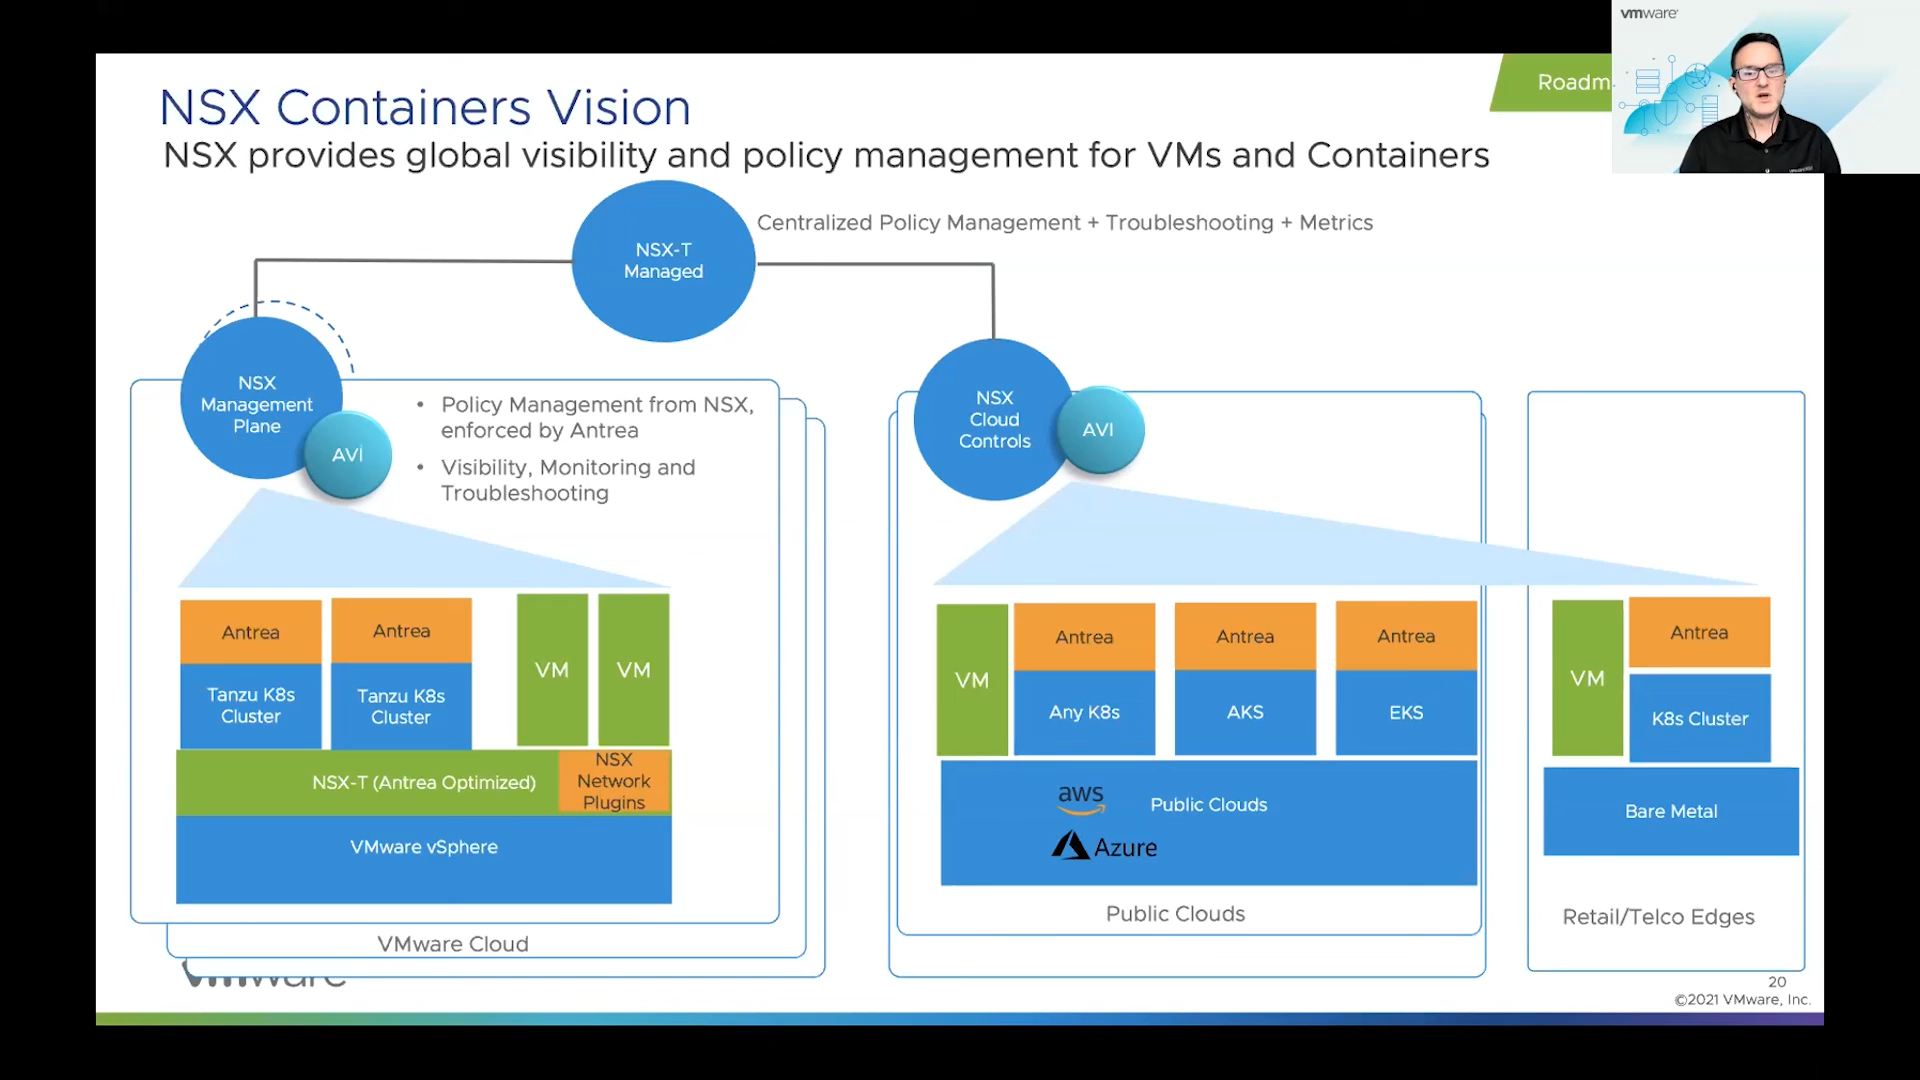 vmware
Roadm
NSX Containers Vision
NSX provides global visibility and policy management for VMs and Containers
Centralized Policy Management + Troubleshooting + Metrics
NSX-T
Managed
NSX
Management
Plane
AVI
• Policy Management from NSX,
enforced by Antrea
• Visibility, Monitoring and
Troubleshooting
NSX
Cloud
Controls
AVI
Antrea
Antrea
VM
VM
Tanzu K8s
Cluster
Tanzu K8s
Cluster
NSX-T (Antrea Optimized)
NSX
Network
Plugins
VMware vSphere
VMware Cloud
VM
Antrea
Antrea
Antrea
Any K8s
AKS
EKS
aws
Public Clouds
Azure
Public Clouds
VM
Antrea
K8s Cluster
Bare Metal
Retail/Telco Edges
vmware
20
©2021 VMware, Inc.